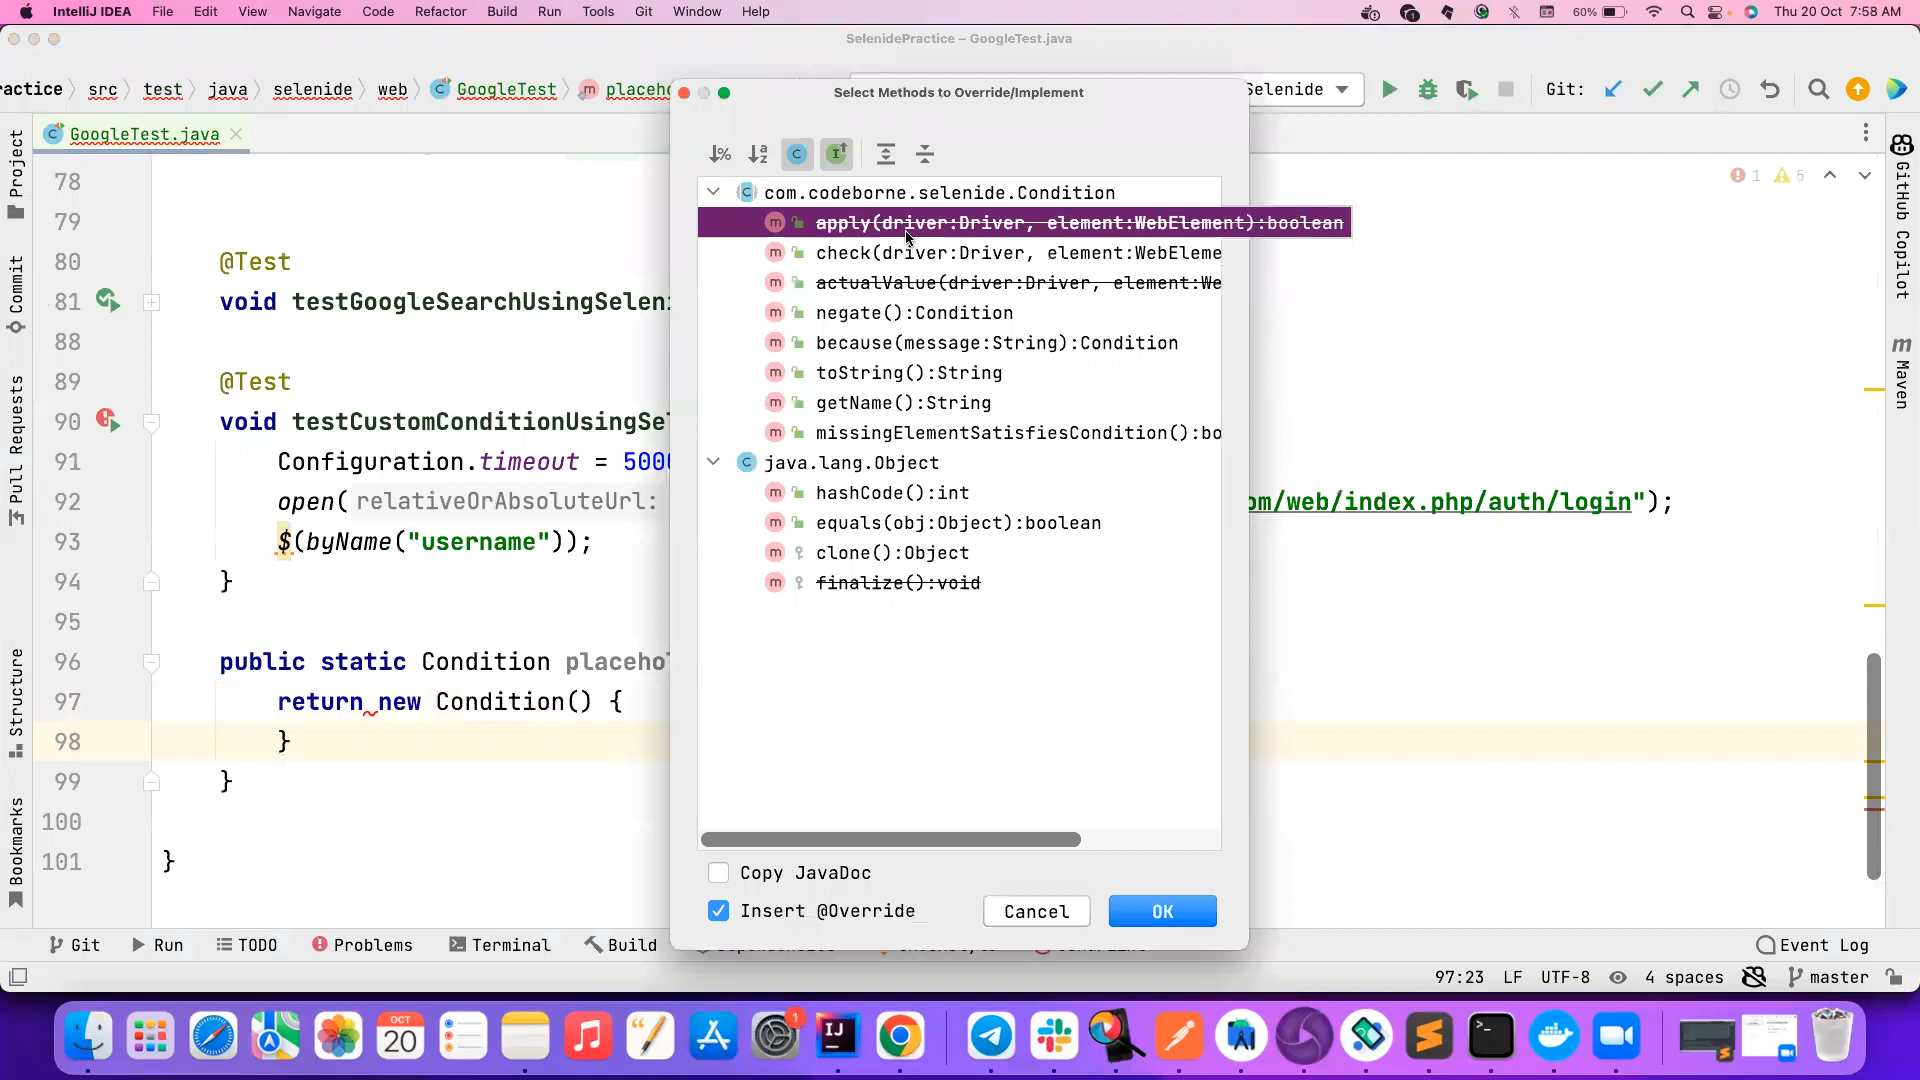 IntelliJ IDEA File Edit View Navigate Code Refactor Build Run Tools Git Window Help 1 60% Thu 20 Oct 7:58 AM
SelenidePractice – GoogleTest.java
ractice src test java selenide web GoogleTest placeho Selenide Git:
Select Methods to Override/Implement
GoogleTest.java
com.codeborne.selenide.Condition
apply(driver:Driver, element:WebElement):boolean
check(driver:Driver, element:WebEleme
actualValue(driver:Driver, element:We
negate():Condition
because(message:String):Condition
toString():String
getName():String
missingElementSatisfiesCondition():bo
java.lang.Object
hashCode():int
equals(obj:Object):boolean
clone():Object
finalize():void
Copy JavaDoc
Insert @Override
Cancel
OK
1 5
78
79
80 @Test
81 void testGoogleSearchUsingSeleni
88
89 @Test
90 void testCustomConditionUsingSe
91 Configuration.timeout = 5000
92 open( relativeOrAbsoluteUrl: om/web/index.php/auth/login");
93 $(byName("username"));
94 }
95
96 public static Condition placehol
97 return new Condition() {
98 }
99 }
100
101 }
Project
Commit
Pull Requests
Structure
Bookmarks
GitHub Copilot
Maven
Git Run TODO Problems Terminal Build Event Log
97:23 LF UTF-8 4 spaces master
OCT
20
1
IJ